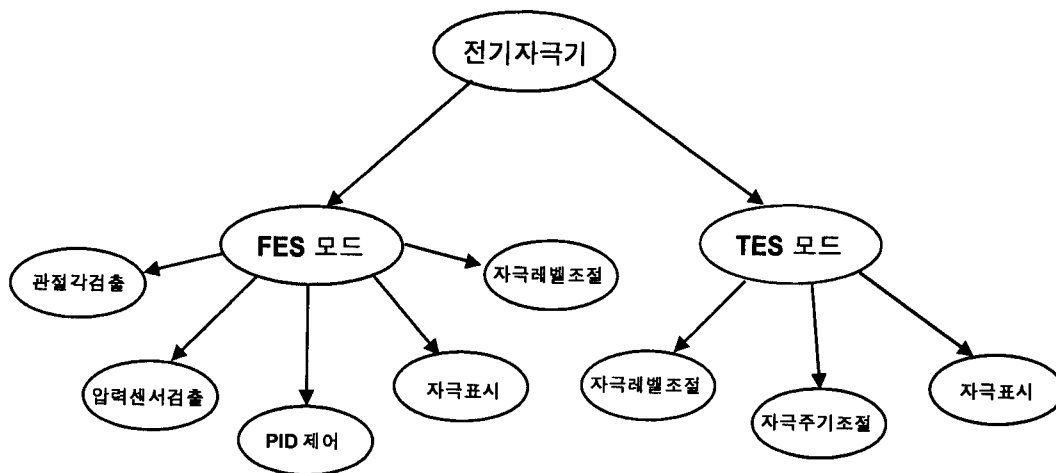 전기자극기
FES 모드
TES 모드
관절각검출
자극레벨조절
압력센서검출
PID 제어
자극표시
자극레벨조절
자극주기조절
자극표시